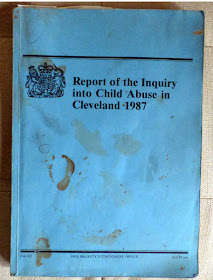 Report of the Inquiry
into Child Abuse in
Cleveland 1987
HER MAJESTY'S STATIONERY OFFICE